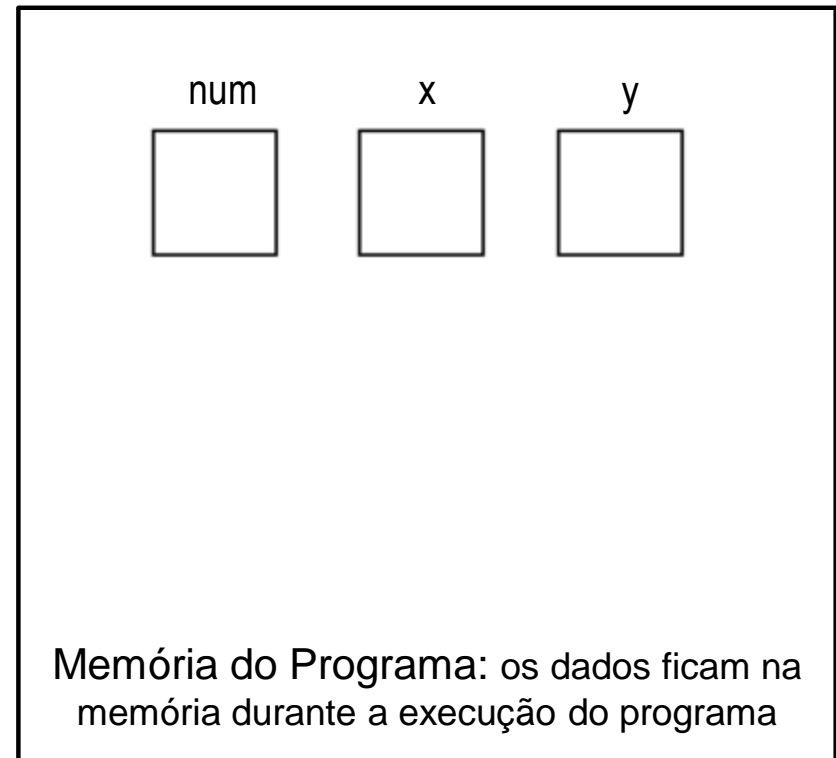 num x y
Memória do Programa: os dados ficam na
memória durante a execução do programa